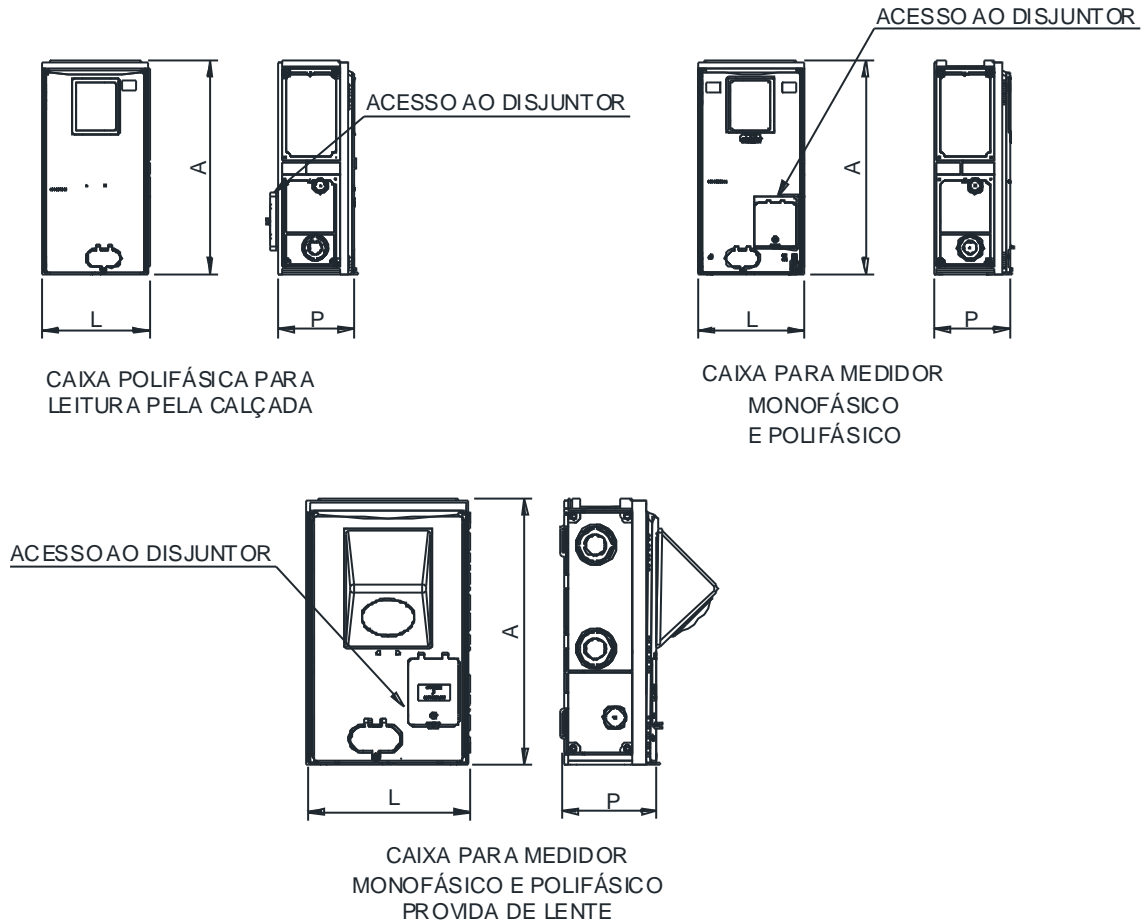 ACESSO AO DISJUNTOR
ACESSO AO DISJUNTOR
A
A
L
P
L
P
CAIXA POLIFÁSICA PARA
LEITURA PELA CALÇADA
CAIXA PARA MEDIDOR
MONOFÁSICO
E POLIFÁSICO
ACESSO AO DISJUNTOR
A
L
P
CAIXA PARA MEDIDOR
MONOFÁSICO E POLIFÁSICO
PROVIDA DE LENTE